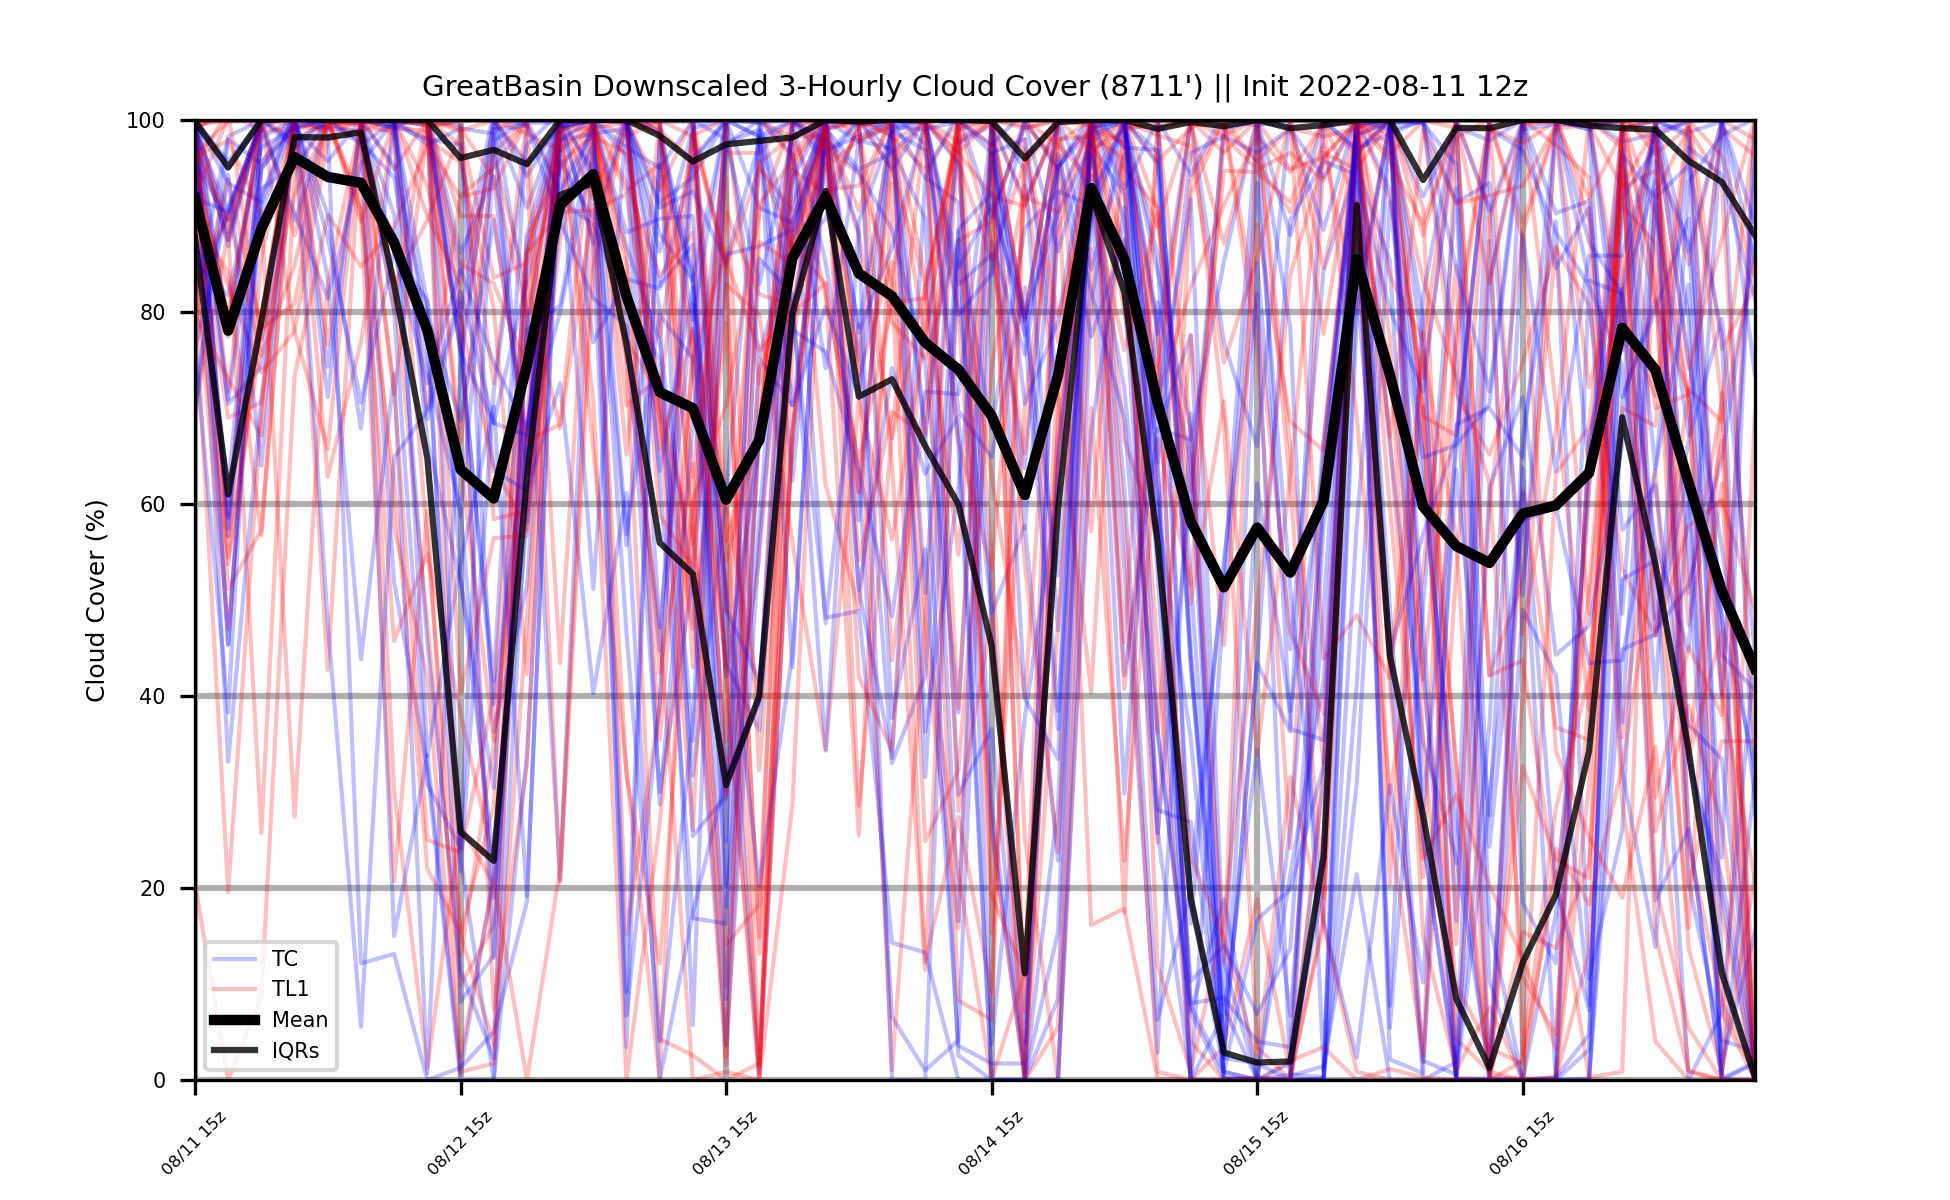 GreatBasin Downscaled 3-Hourly Cloud Cover (8711') || Init 2022-08-11 12z
Cloud Cover (%)
100
80
60
40
20
0
TC
TL1
Mean
IQRs
08/11 15z
08/12 15z
08/13 15z
08/14 15z
08/15 15z
08/16 15z